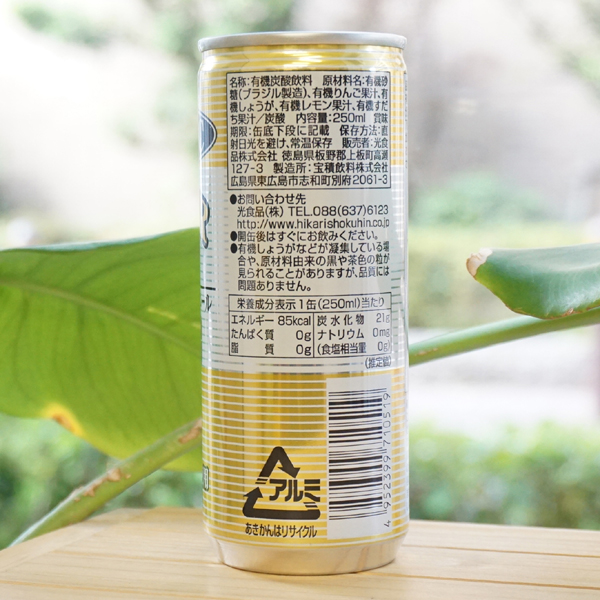 名称:有機炭酸飲料 原材料名:有機砂
糖(ブラジル製造)、有機りんご果汁、有
機しょうが、有機レモン果汁、有機すだ
ち果汁/炭酸 内容量:250ml 賞味
期限:缶底下段に記載 保存方法:直
射日光を避け、常温保存 販売者:光食
品株式会社 徳島県板野郡上板町高瀬
127-3 製造所:宝積飲料株式会社
広島県東広島市志和町別府2061-3
●お問い合わせ先
光食品(株) TEL.088(637)6123
http://www.hikarishokuhin.co.jp
●開缶後はすぐにお飲みください。
●有機しょうがなどが凝集している場
合や、原材料由来の黒や茶色の粒が
見られることがありますが、品質には
問題ありません。
栄養成分表示1缶(250ml)当たり
エネルギー 85kcal 炭水化物 21g
たんぱく質 0g ナトリウム 0mg
脂質 0g (食塩相当量 0g)
(推定値)
アルミ
あきかんはリサイクル
4952399710519